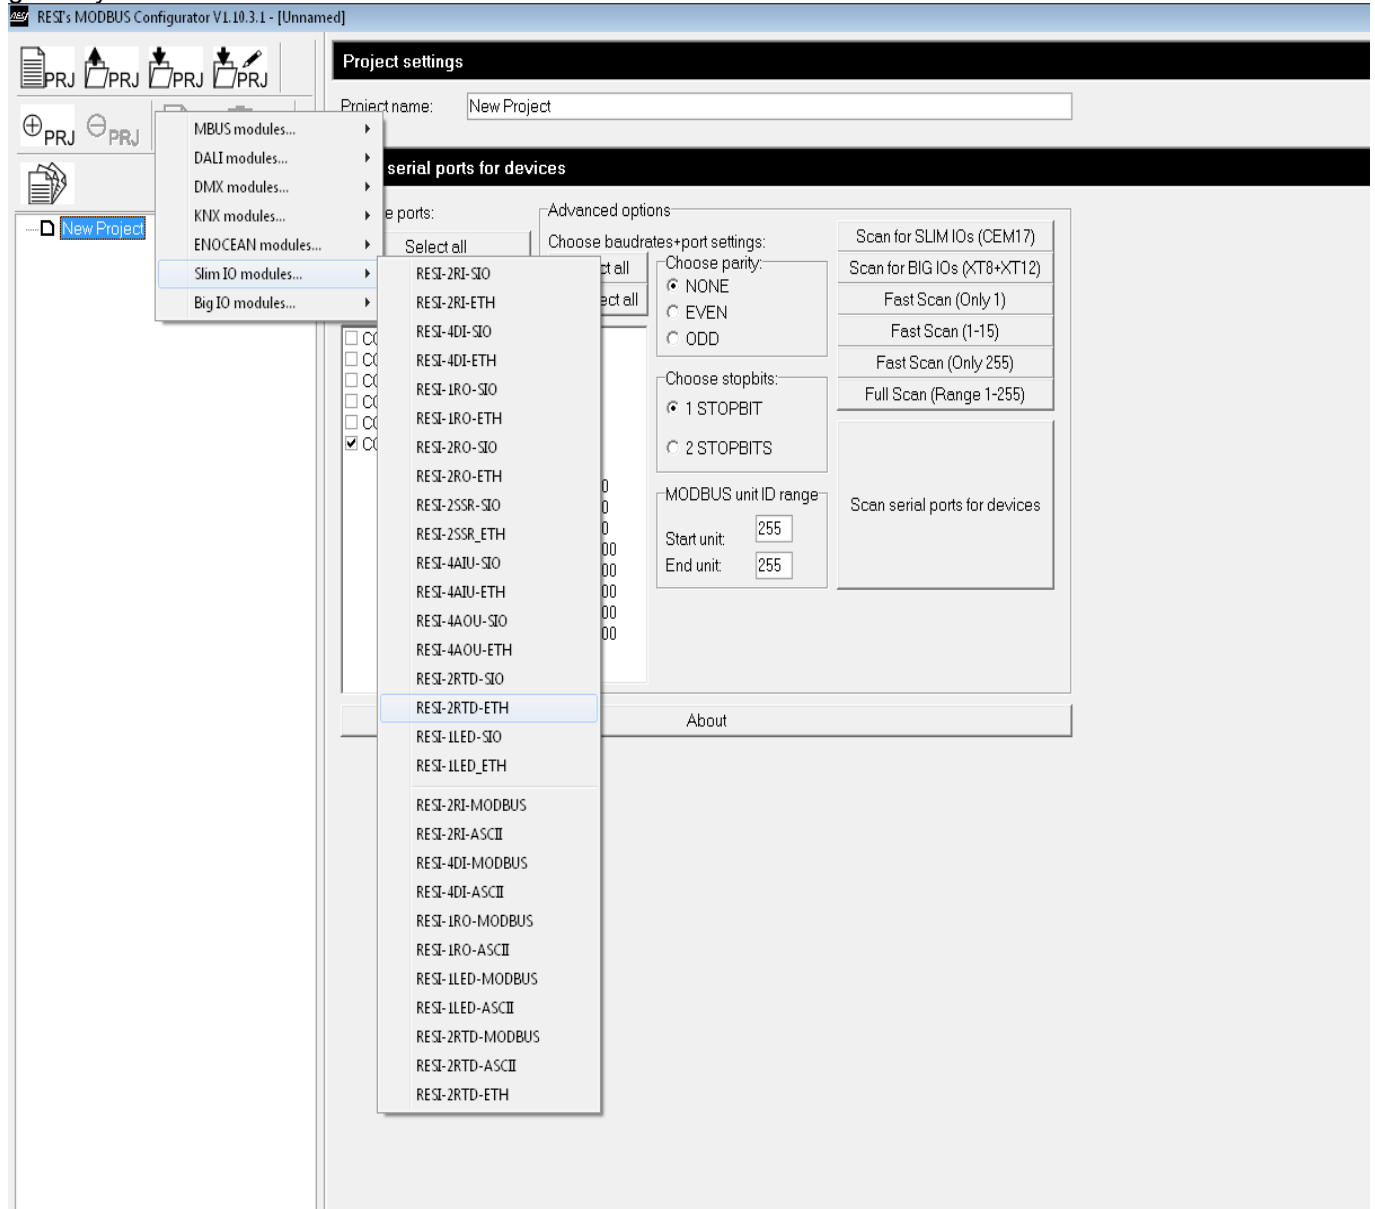 RESI's MODBUS Configurator V1.10.3.1 - [Unnamed]
PRJ PRJ PRJ PRJ
PRJ PRJ
New Project
MBUS modules...
DALI modules...
DMX modules...
KNX modules...
ENOCEAN modules...
Slim IO modules...
Big IO modules...
RESI-2RI-SIO
RESI-2RI-ETH
RESI-4DI-SIO
RESI-4DI-ETH
RESI-1RO-SIO
RESI-1RO-ETH
RESI-2RO-SIO
RESI-2RO-ETH
RESI-2SSR-SIO
RESI-2SSR_ETH
RESI-4AIU-SIO
RESI-4AIU-ETH
RESI-4AOU-SIO
RESI-4AOU-ETH
RESI-2RTD-SIO
RESI-2RTD-ETH
RESI-1LED-SIO
RESI-1LED_ETH
RESI-2RI-MODBUS
RESI-2RI-ASCII
RESI-4DI-MODBUS
RESI-4DI-ASCII
RESI-1RO-MODBUS
RESI-1RO-ASCII
RESI-1LED-MODBUS
RESI-1LED-ASCII
RESI-2RTD-MODBUS
RESI-2RTD-ASCII
RESI-2RTD-ETH
Project settings
Project name: New Project
serial ports for devices
ports:
Select all
Advanced options
Choose baudrates+port settings:
all
all
Choose parity:
NONE
EVEN
ODD
Choose stopbits:
1 STOPBIT
2 STOPBITS
MODBUS unit ID range
Start unit: 255
End unit: 255
Scan for SLIM IOs (CEM17)
Scan for BIG IOs (XT8+XT12)
Fast Scan (Only 1)
Fast Scan (1-15)
Fast Scan (Only 255)
Full Scan (Range 1-255)
Scan serial ports for devices
About